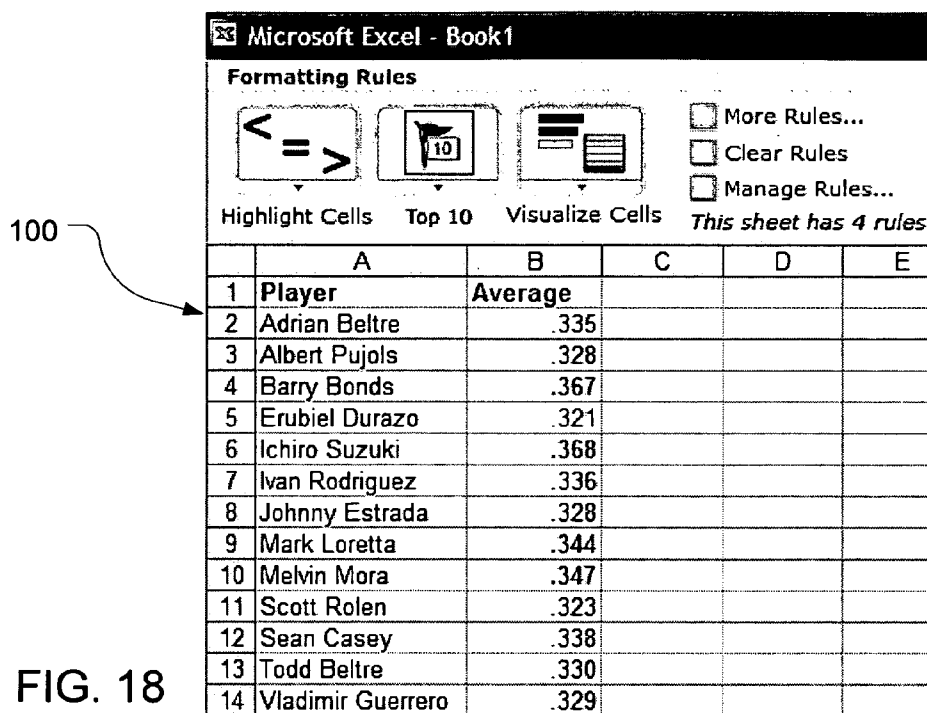 Microsoft Excel - Book1
Formatting Rules
< = >
10
Highlight Cells
Top 10
Visualize Cells
More Rules...
Clear Rules
Manage Rules...
This sheet has 4 rules
100
A B C D E
1 Player Average
2 Adrian Beltre .335
3 Albert Pujols .328
4 Barry Bonds .367
5 Erubiel Durazo .321
6 Ichiro Suzuki .368
7 Ivan Rodriguez .336
8 Johnny Estrada .328
9 Mark Loretta .344
10 Melvin Mora .347
11 Scott Rolen .323
12 Sean Casey .338
13 Todd Beltre .330
14 Vladimir Guerrero .329
FIG. 18